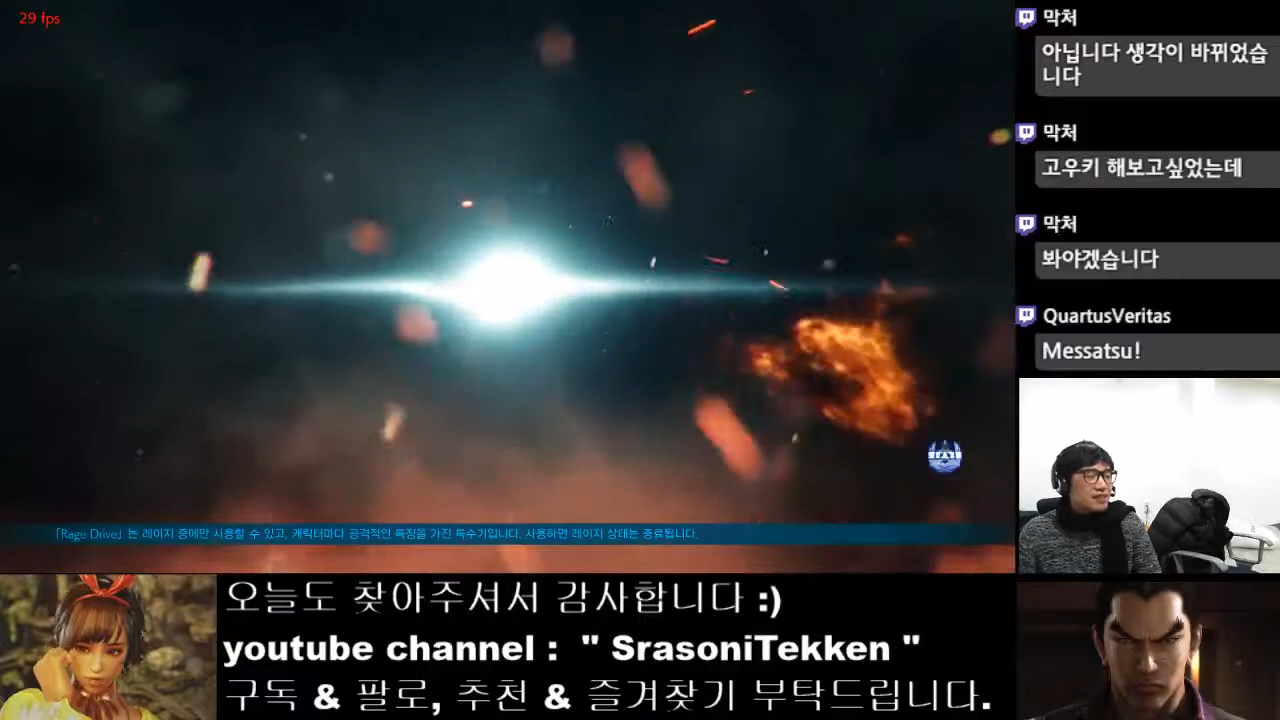 29 fps
막처
아닙니다 생각이 바뀌었습
니다
막처
고우키 해보고싶었는데
막처
봐야겠습니다
QuartusVeritas
Messatsu!
「Rage Drive」는 레이지 중에만 사용할 수 있고, 캐릭터마다 공격적인 특징을 가진 특수기입니다. 사용하면 레이지 상태는 종료됩니다.
오늘도 찾아주셔서 감사합니다 :)
youtube channel : " SrasoniTekken "
구독 & 팔로, 추천 & 즐겨찾기 부탁드립니다.